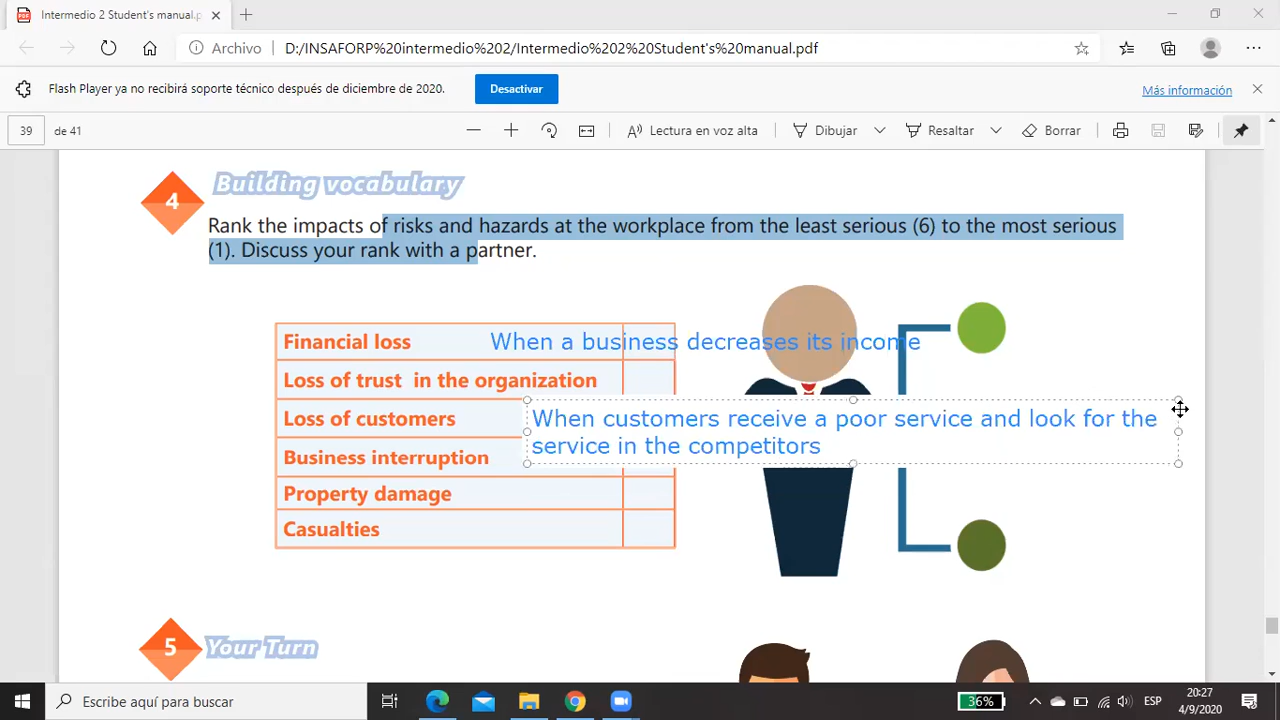 Intermedio 2 Student's manual.p
Archivo
D:/INSAFORP%20intermedio%202/Intermedio%202%20Student's%20manual.pdf
Flash Player ya no recibirá soporte técnico después de diciembre de 2020.
Desactivar
Más información
39
de 41
Lectura en voz alta
Dibujar
Resaltar
Borrar
4
Building vocabulary
Rank the impacts of risks and hazards at the workplace from the least serious (6) to the most serious
(1). Discuss your rank with a partner.
Financial loss
When a business decreases its income
Loss of trust in the organization
Loss of customers
When customers receive a poor service and look for the
service in the competitors
Business interruption
Property damage
Casualties
5
Your Turn
Escribe aquí para buscar
36%
ESP
20:27
4/9/2020